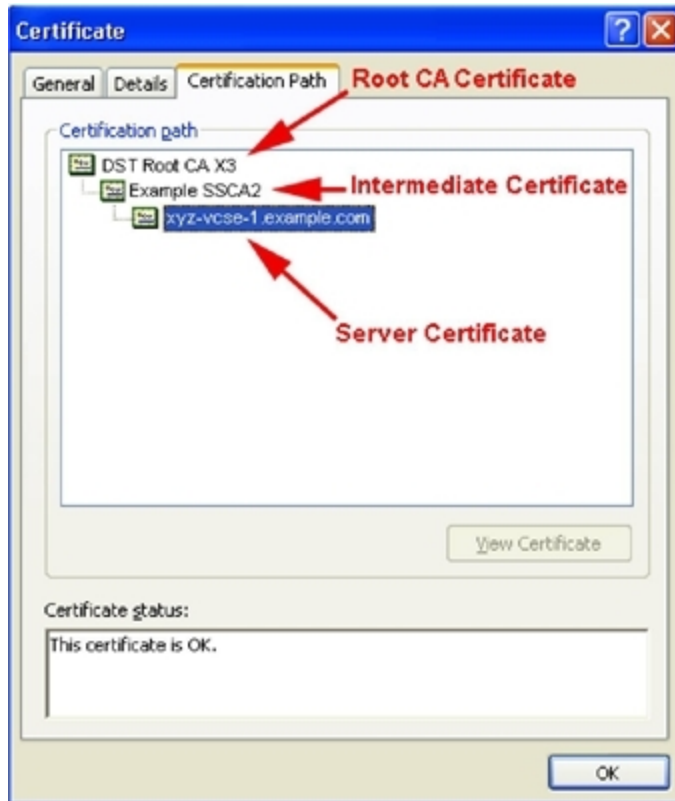 Certificate
General Details Certification Path Root CA Certificate
Certification path
DST Root CA X3
Example SSCA2 Intermediate Certificate
xyz-vcse-1.example.com
Server Certificate
View Certificate
Certificate status:
This certificate is OK.
OK